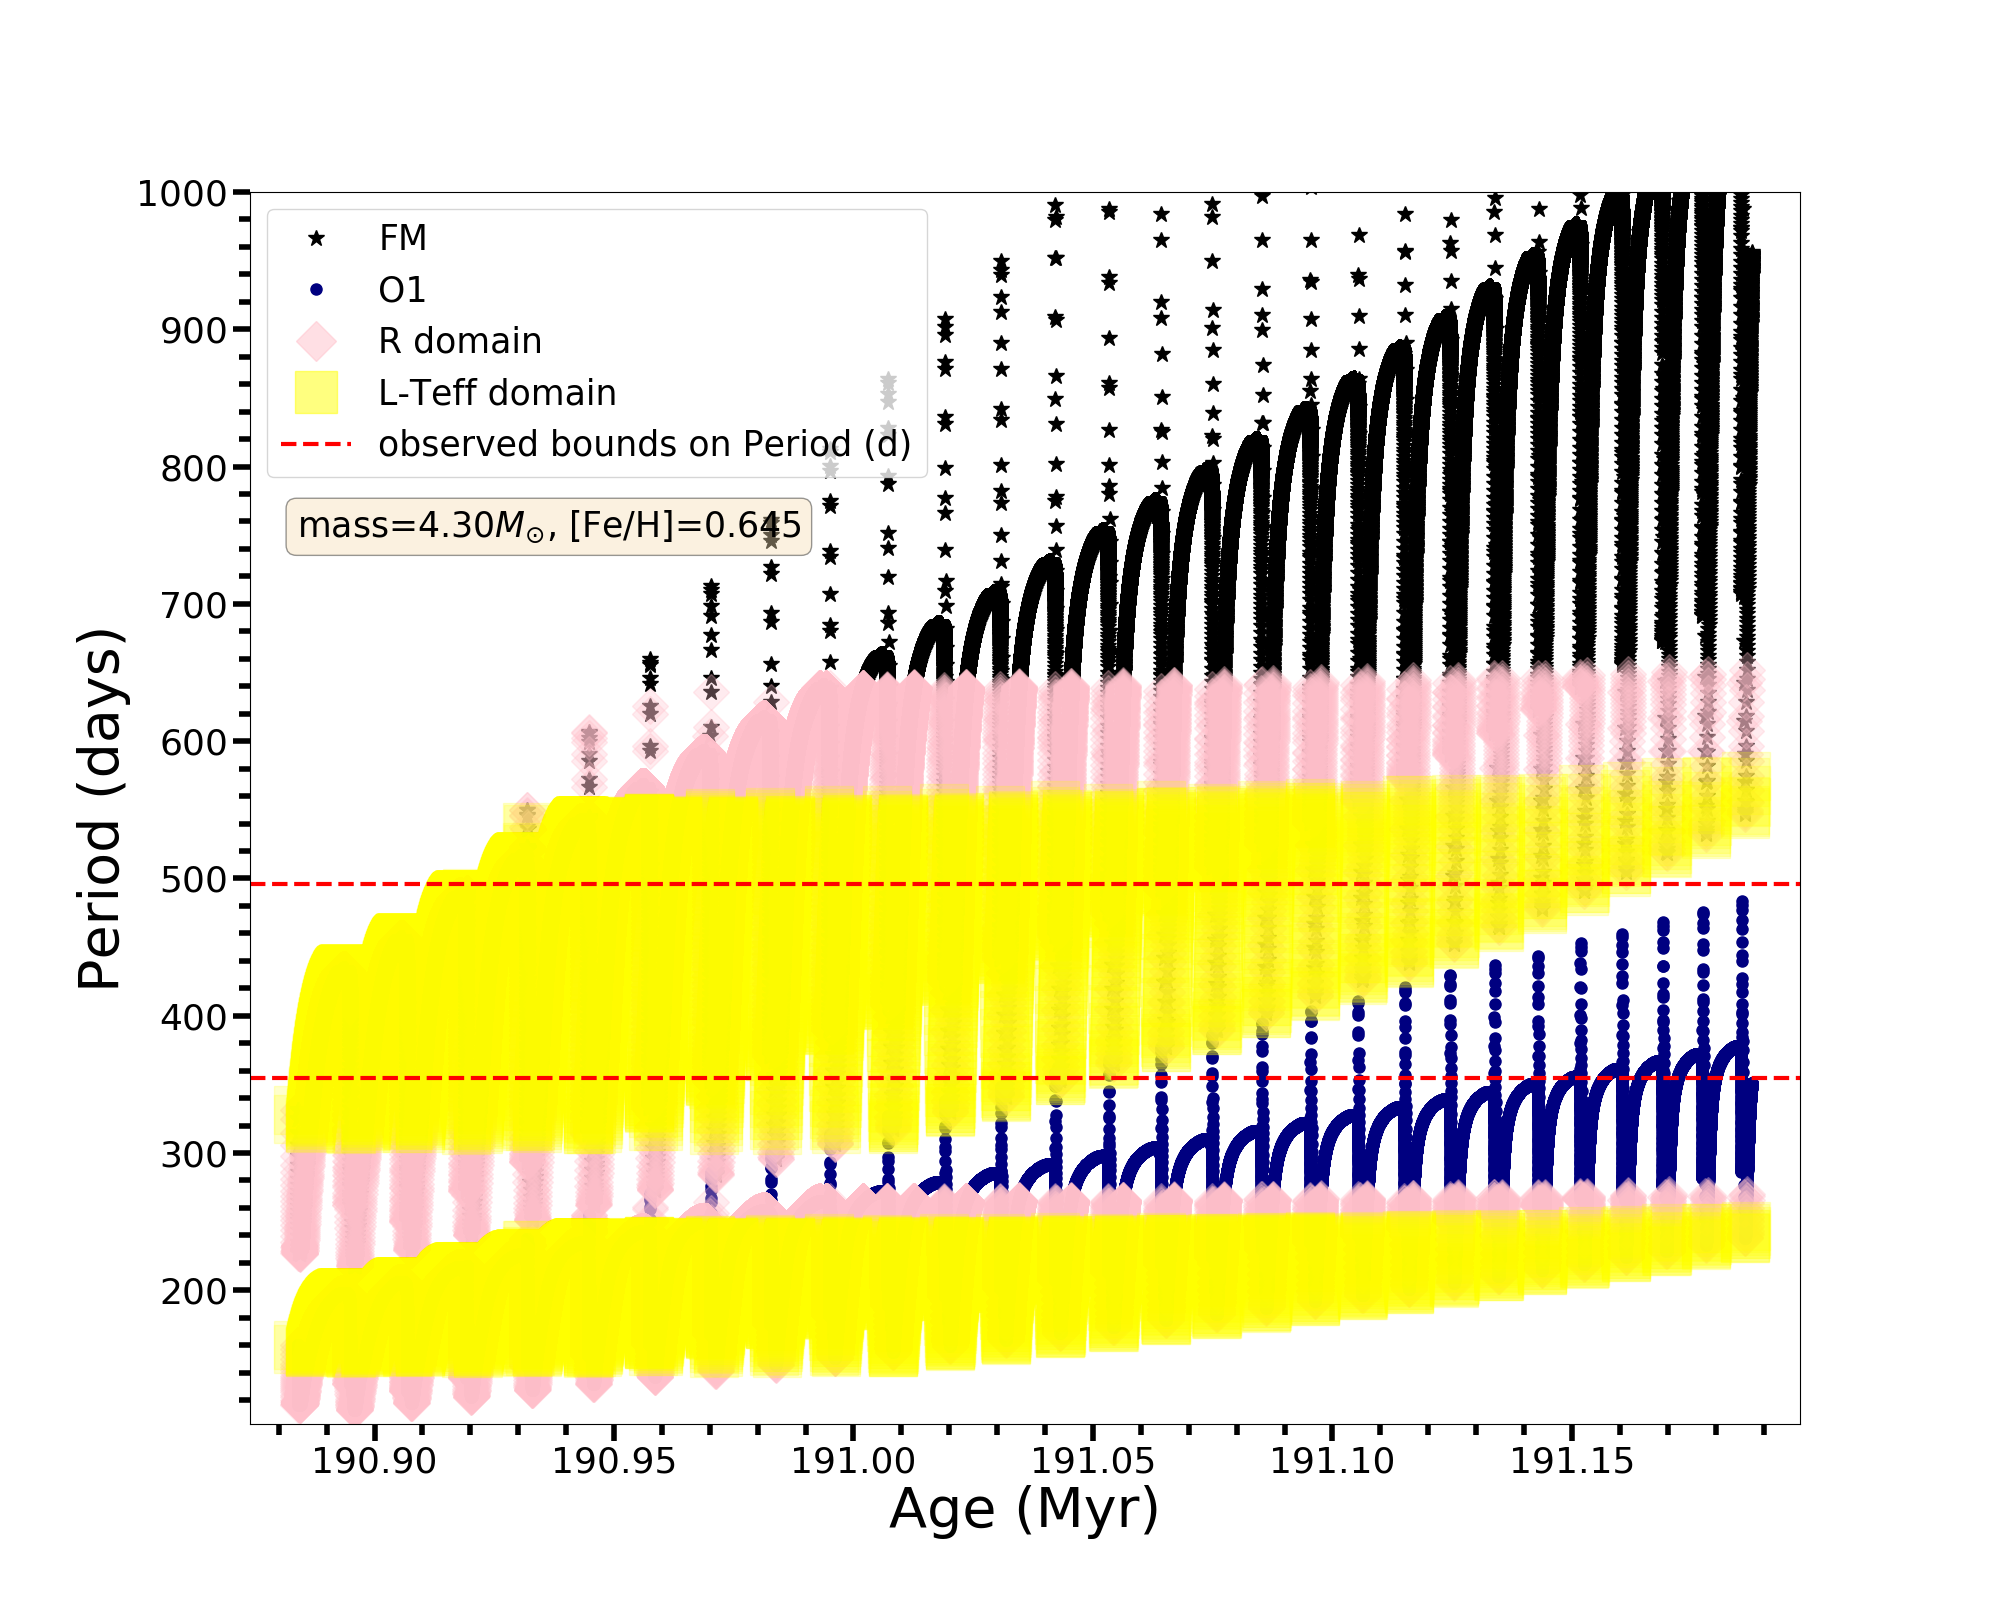 1000
900
800
700
600
500
400
300
200
Period (days)
FM
O1
R domain
L-Teff domain
observed bounds on Period (d)
mass=4.30M☉, [Fe/H]=0.645
190.90 190.95 191.00 191.05 191.10 191.15
Age (Myr)